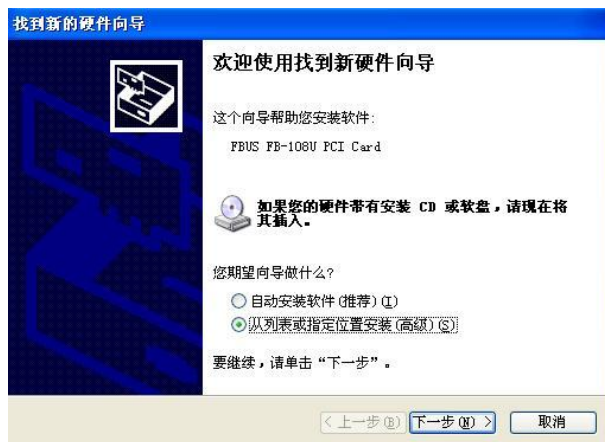 找到新的硬件向导
欢迎使用找到新硬件向导
这个向导帮助您安装软件:
FBUS FB-108U PCI Card
如果您的硬件带有安装 CD 或软盘，请现在将
其插入。
您期望向导做什么?
自动安装软件(推荐)(I)
从列表或指定位置安装(高级)(S)
要继续，请单击“下一步”。
< 上一步(B)
下一步(N) >
取消